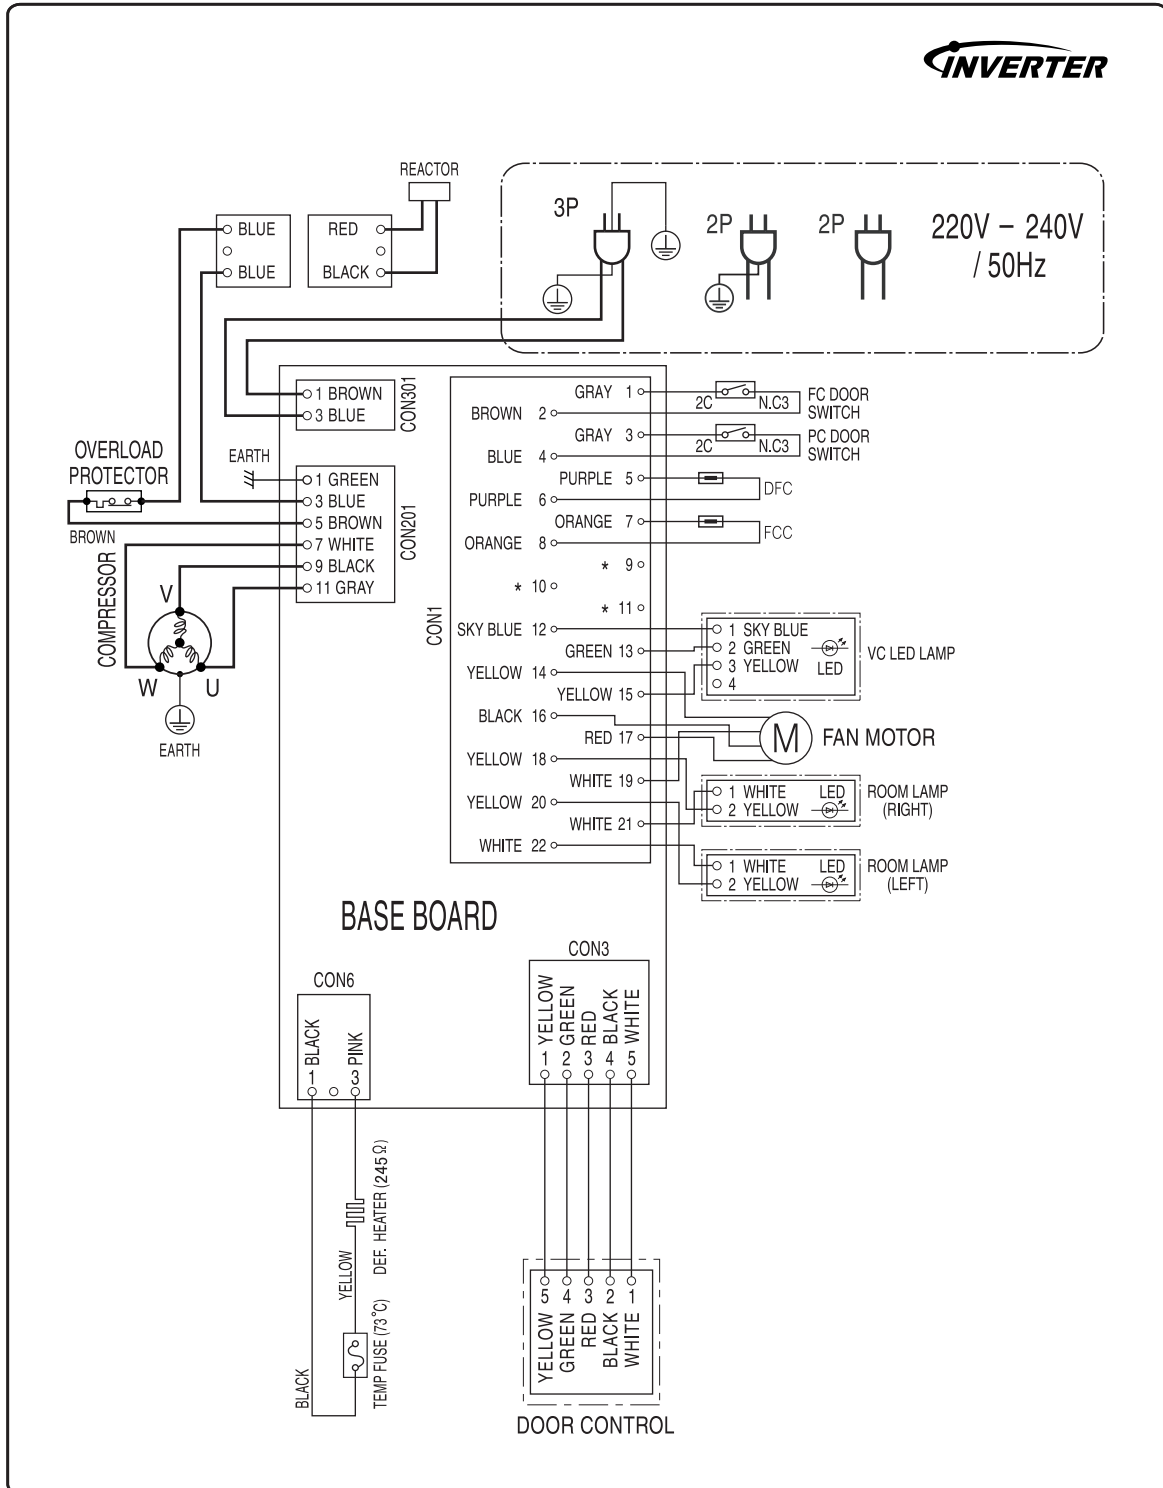 INVERTER
REACTOR
3P
2P
2P
220V – 240V
/ 50Hz
BLUE
BLUE
RED
BLACK
1 BROWN
3 BLUE
CON301
OVERLOAD
PROTECTOR
BROWN
EARTH
1 GREEN
3 BLUE
5 BROWN
7 WHITE
9 BLACK
11 GRAY
CON201
COMPRESSOR
V
W
U
EARTH
CON1
GRAY 1
BROWN 2
GRAY 3
BLUE 4
PURPLE 5
PURPLE 6
ORANGE 7
ORANGE 8
* 9
* 10
* 11
SKY BLUE 12
GREEN 13
YELLOW 14
YELLOW 15
BLACK 16
RED 17
YELLOW 18
WHITE 19
YELLOW 20
WHITE 21
WHITE 22
2C N.C3
FC DOOR
SWITCH
2C N.C3
PC DOOR
SWITCH
DFC
FCC
1 SKY BLUE
2 GREEN
3 YELLOW
4
LED
VC LED LAMP
M
FAN MOTOR
1 WHITE LED
2 YELLOW
ROOM LAMP
(RIGHT)
1 WHITE LED
2 YELLOW
ROOM LAMP
(LEFT)
BASE BOARD
CON6
1 BLACK
3 PINK
CON3
1 YELLOW
2 GREEN
3 RED
4 BLACK
5 WHITE
BLACK
YELLOW
DEF. HEATER (245 Ω)
TEMP FUSE (73°C)
YELLOW 5
GREEN 4
RED 3
BLACK 2
WHITE 1
DOOR CONTROL